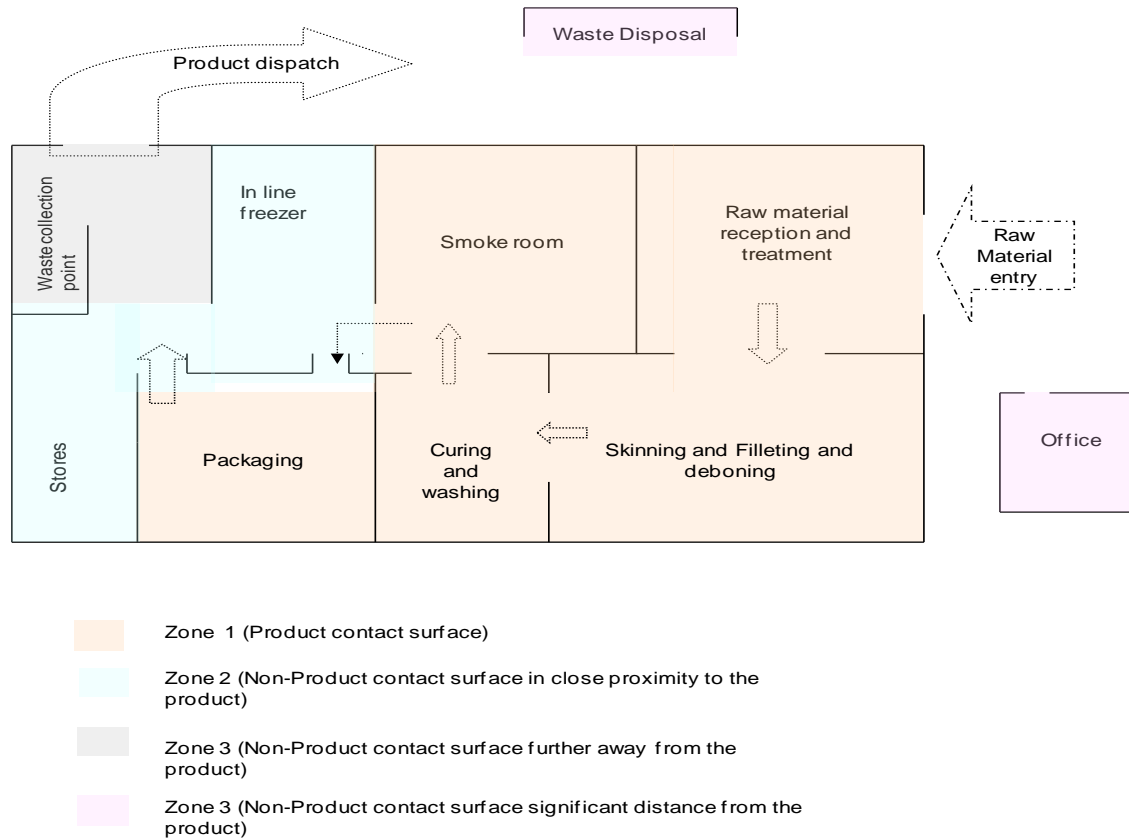 Waste Disposal
Product dispatch
Waste collection
point
In line
freezer
Smoke room
Raw material
reception and
treatment
Raw
Material
entry
Stores
Packaging
Curing
and
washing
Skinning and Filleting and
deboning
Office
Zone 1 (Product contact surface)
Zone 2 (Non-Product contact surface in close proximity to the
product)
Zone 3 (Non-Product contact surface further away from the
product)
Zone 3 (Non-Product contact surface significant distance from the
product)